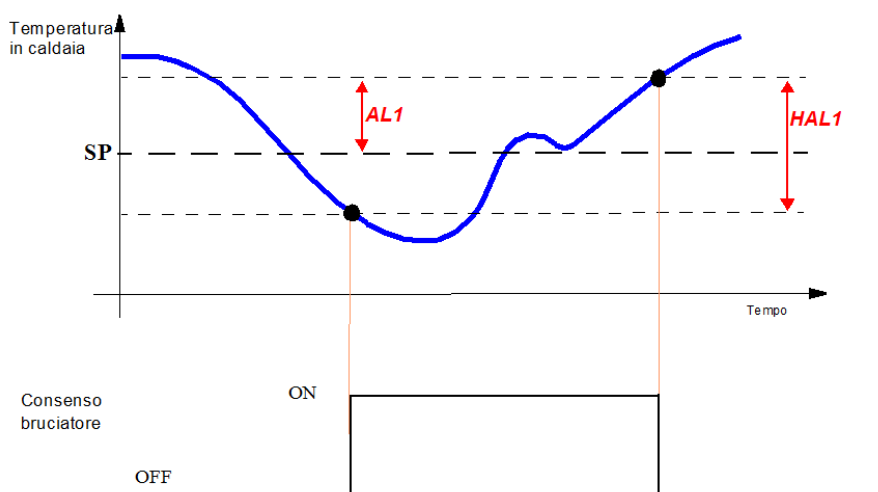 Temperatura
in caldaia
AL1
HAL1
SP
Tempo
ON
Consenso
bruciatore
OFF